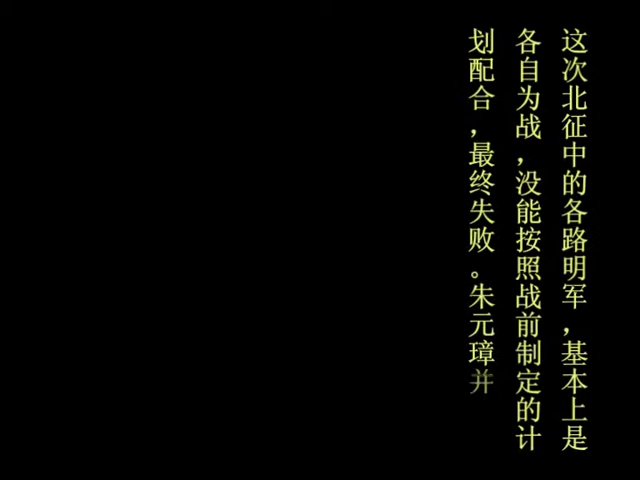 这次北征中的各路明军，基本上是
各自为战，没能按照战前制定的计
划配合，最终失败。朱元璋并